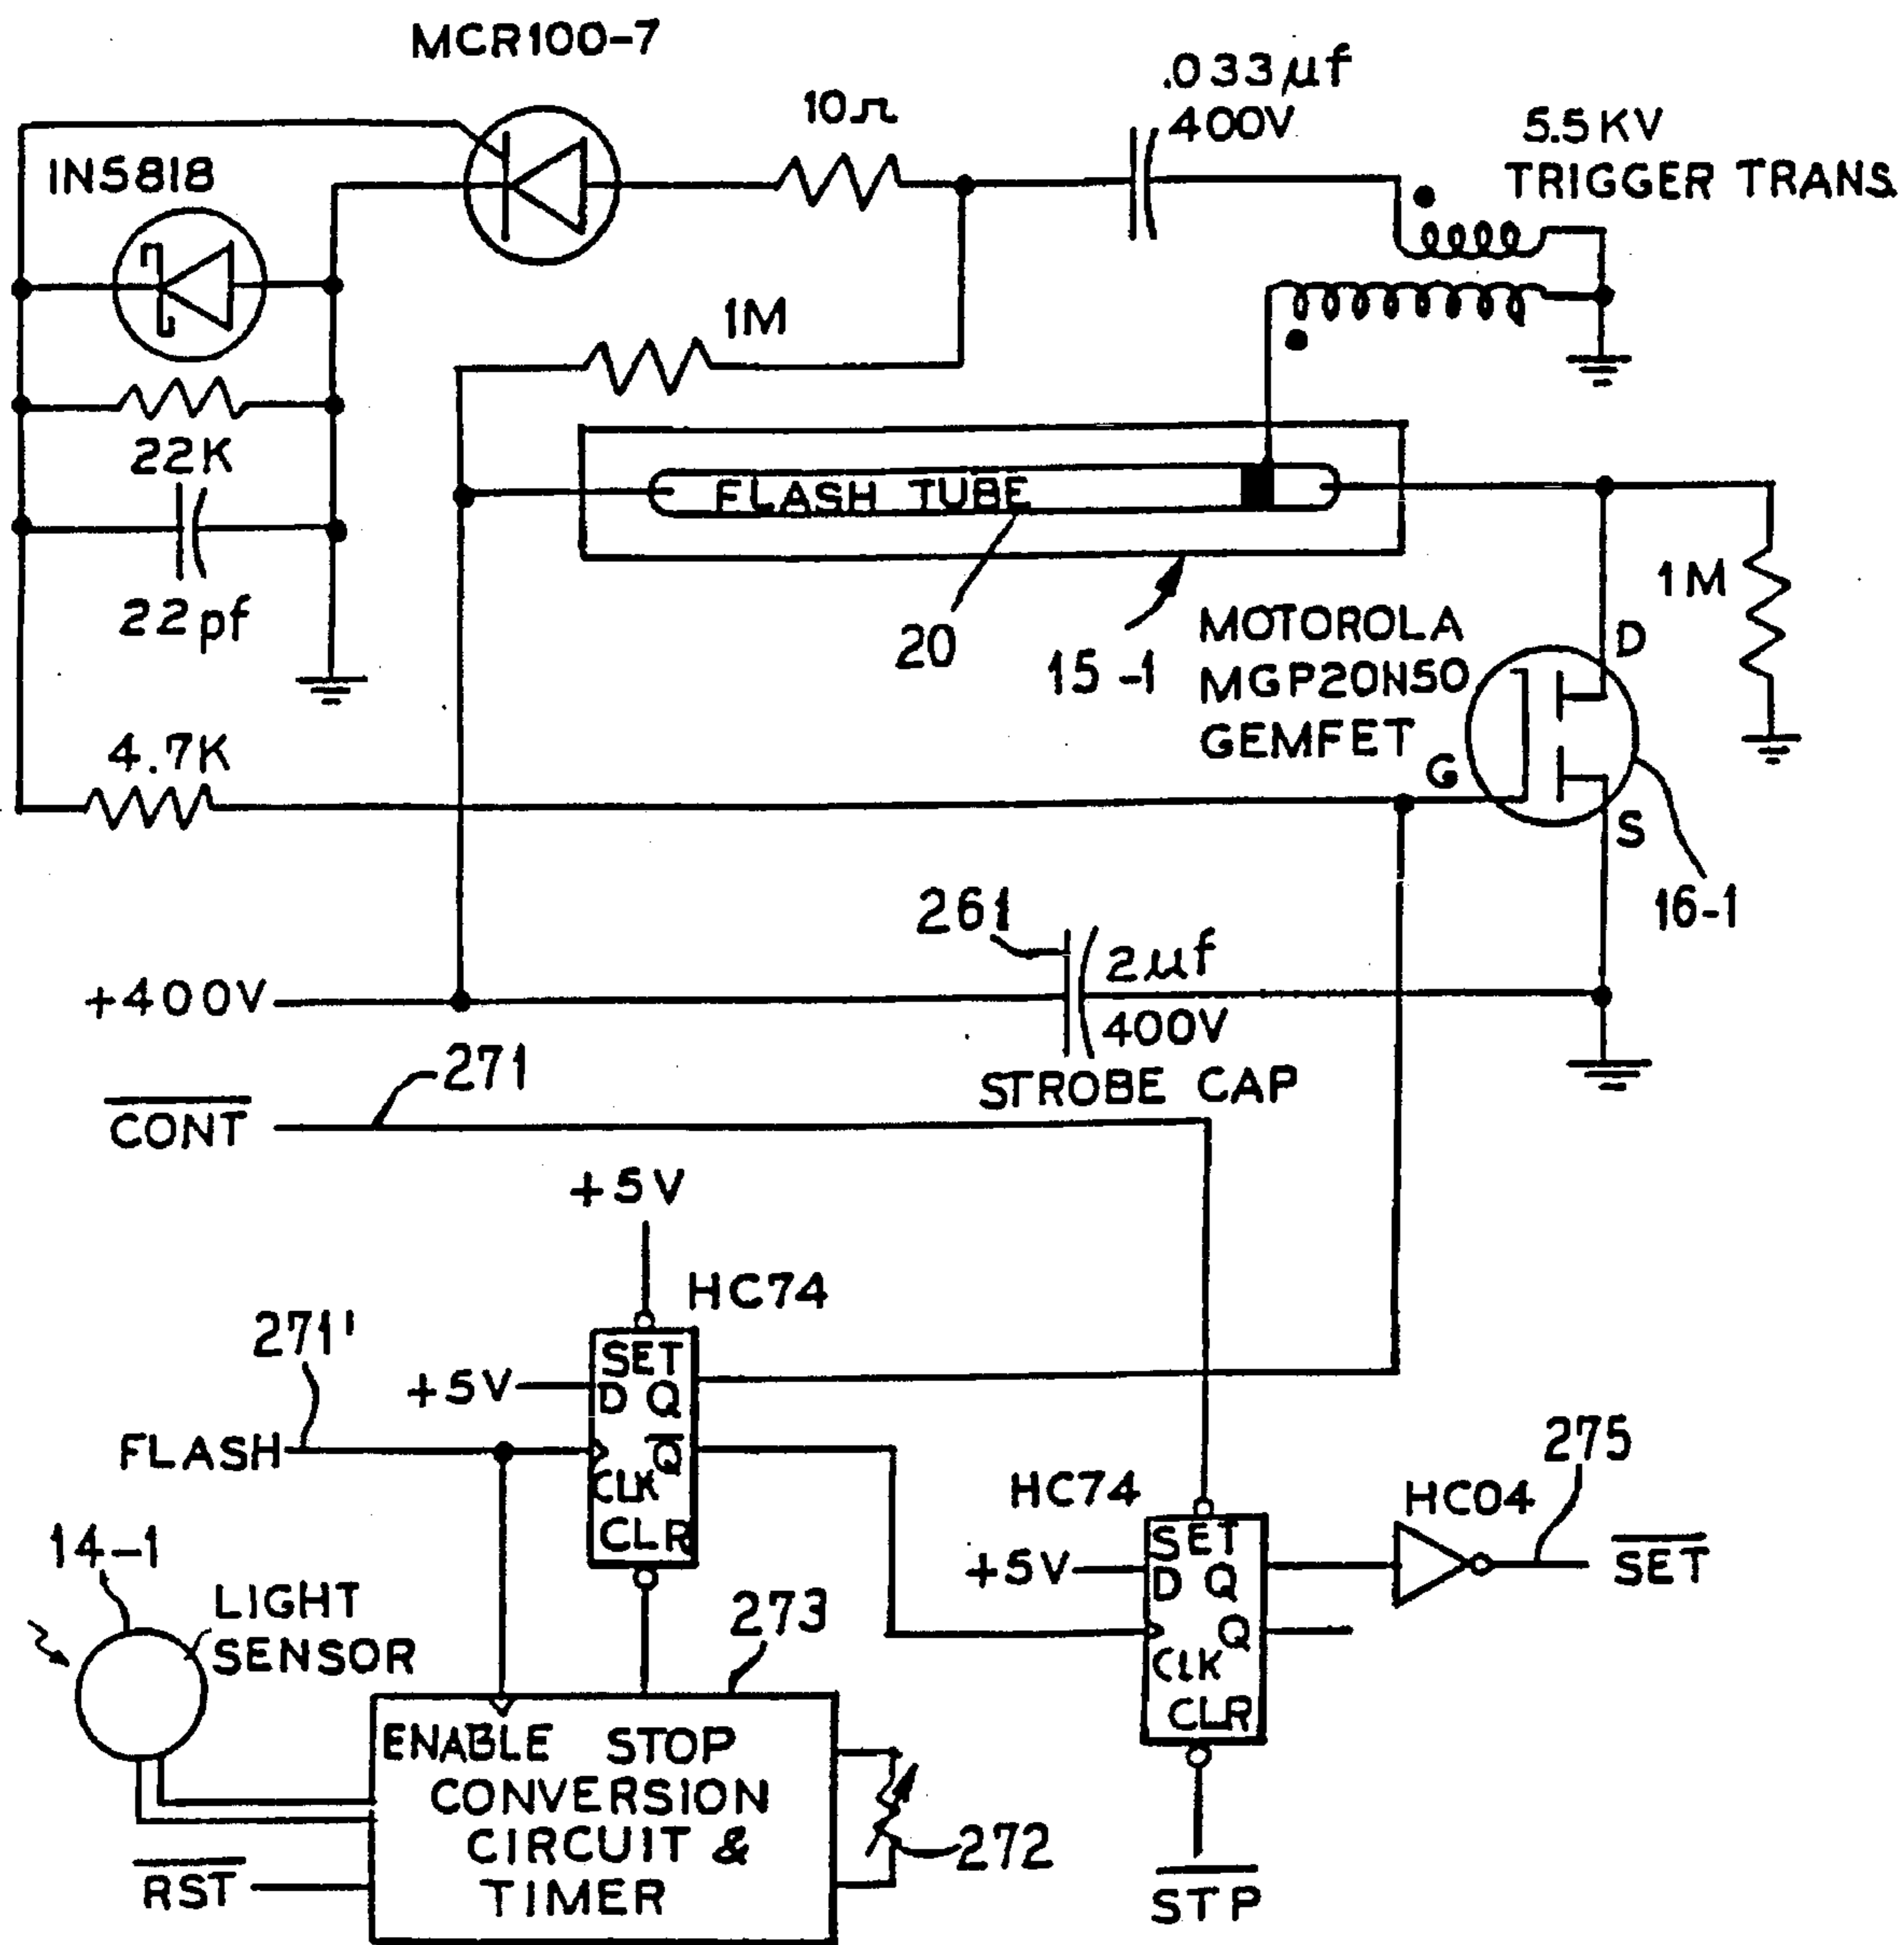 MCR100-7
.033µf
400V
10Ω
5.5KV
TRIGGER TRANS.
IN5818
1M
22K
FLASH TUBE
22pf
20
15-1
1M
MOTOROLA
MGP20N50
GEMFET
D
G
S
4.7K
16-1
261
2µf
400V
+400V
STROBE CAP
271
CONT
+5V
HC74
271'
SET
+5V
D Q
FLASH
Q
CLK
CLR
HC74
HC04
275
14-1
SET
+5V
D Q
SET
LIGHT
SENSOR
273
Q
CLK
CLR
ENABLE STOP
CONVERSION
CIRCUIT &
TIMER
272
RST
STP